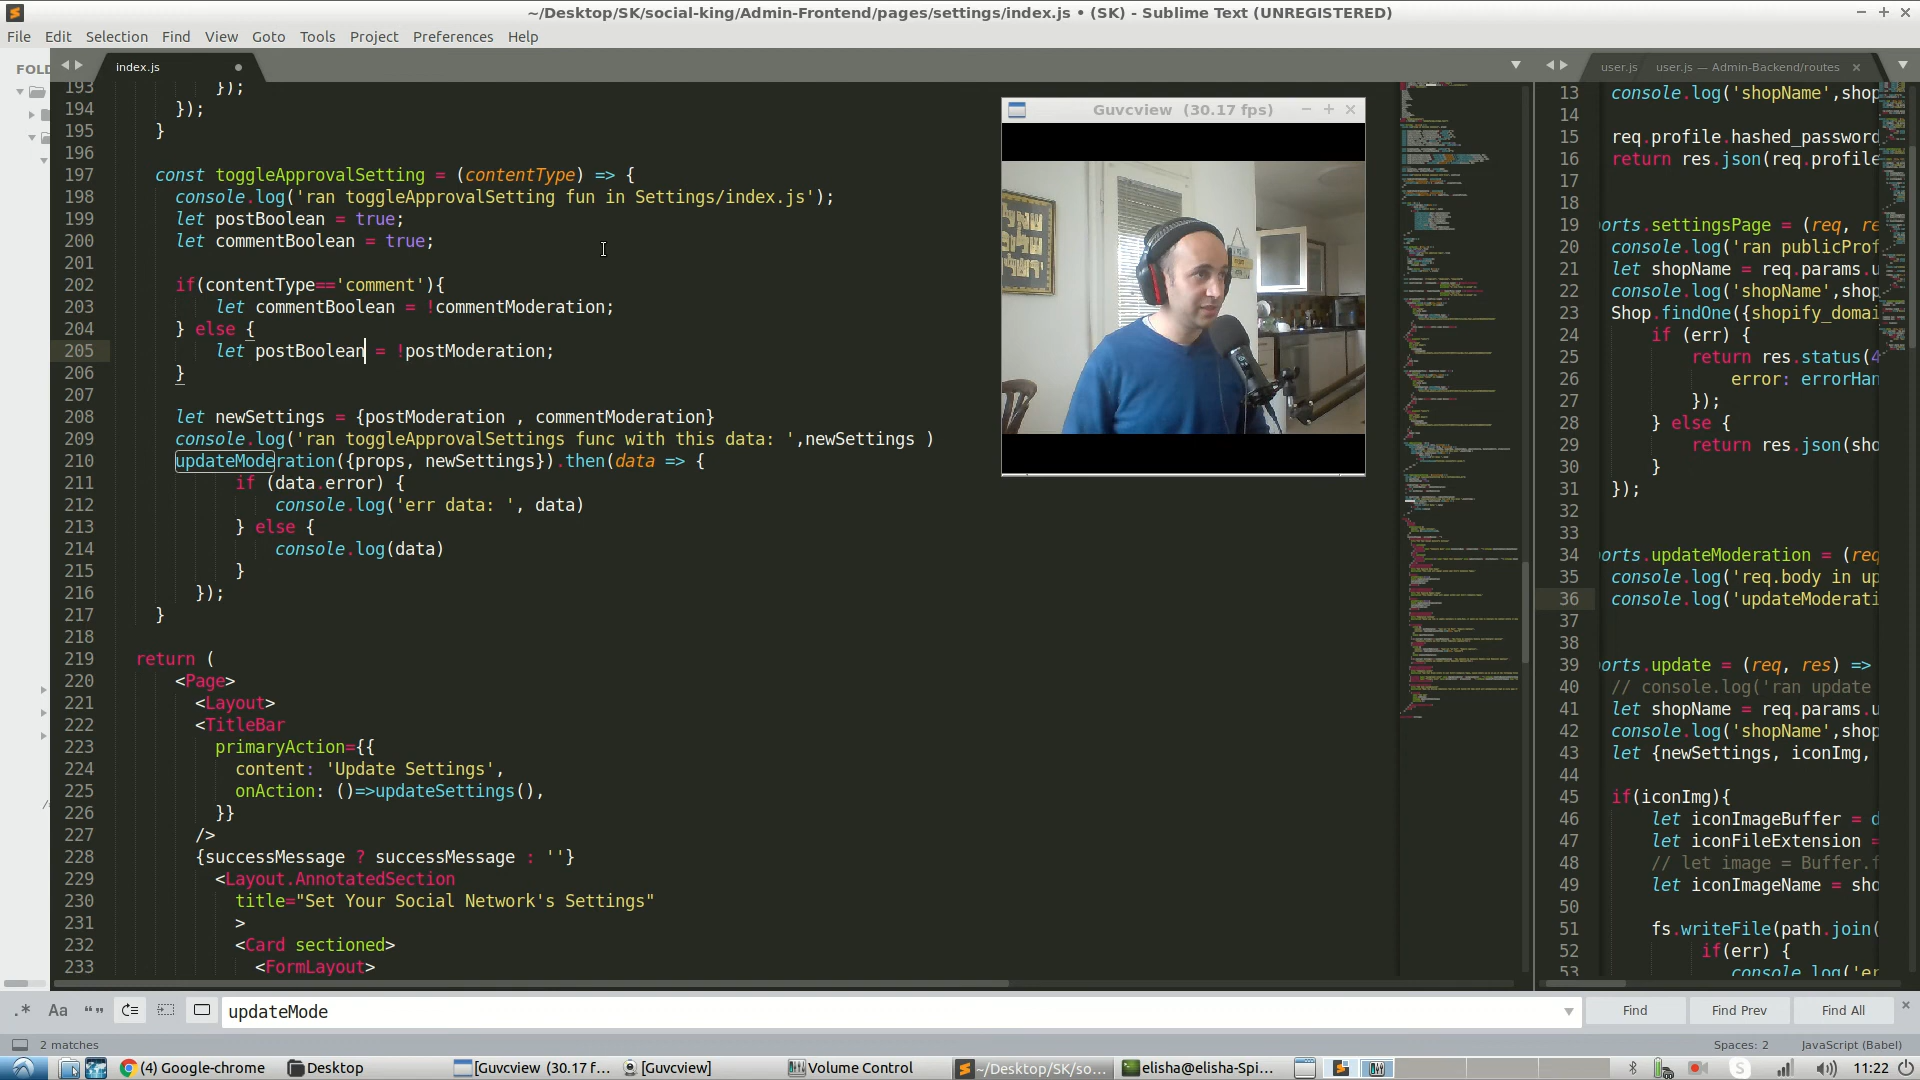 ~/Desktop/SK/social-king/Admin-Frontend/pages/settings/index.js • (SK) - Sublime Text (UNREGISTERED)
File Edit Selection Find View Goto Tools Project Preferences Help
FOLD
index.js
193 });
194 });
195 }
196
197 const toggleApprovalSetting = (contentType) => {
198 console.log('ran toggleApprovalSetting fun in Settings/index.js');
199 let postBoolean = true;
200 let commentBoolean = true;
201
202 if(contentType=='comment'){
203 let commentBoolean = !commentModeration;
204 } else {
205 let postBoolean = !postModeration;
206 }
207
208 let newSettings = {postModeration , commentModeration}
209 console.log('ran toggleApprovalSettings func with this data: ',newSettings )
210 updateModeration({props, newSettings}).then(data => {
211 if (data.error) {
212 console.log('err data: ', data)
213 } else {
214 console.log(data)
215 }
216 });
217 }
218
219 return (
220 <Page>
221 <Layout>
222 <TitleBar
223 primaryAction={{
224 content: 'Update Settings',
225 onAction: ()=>updateSettings(),
226 }}
227 />
228 {successMessage ? successMessage : ''}
229 <Layout.AnnotatedSection
230 title="Set Your Social Network's Settings"
231 >
232 <Card sectioned>
233 <FormLayout>
Guvcview (30.17 fps)
user.js user.js — Admin-Backend/routes
13 console.log('shopName',shop
14
15 req.profile.hashed_password
16 return res.json(req.profile
17
18
19 ports.settingsPage = (req, re
20 console.log('ran publicProf
21 let shopName = req.params.u
22 console.log('shopName',shop
23 Shop.findOne({shopify_domai
24 if (err) {
25 return res.status(4
26 error: errorHan
27 });
28 } else {
29 return res.json(sho
30 }
31 });
32
33
34 ports.updateModeration = (req
35 console.log('req.body in up
36 console.log('updateModerati
37
38
39 ports.update = (req, res) =>
40 // console.log('ran update
41 let shopName = req.params.u
42 console.log('shopName',shop
43 let {newSettings, iconImg,
44
45 if(iconImg){
46 let iconImageBuffer = d
47 let iconFileExtension =
48 // let image = Buffer.f
49 let iconImageName = sho
50
51 fs.writeFile(path.join(
52 if(err) {
53 console.log('er
.* Aa “” updateMode Find Find Prev Find All
2 matches Spaces: 2 JavaScript (Babel)
(4) Google-chrome Desktop [Guvcview (30.17 f... [Guvcview] Volume Control ~/Desktop/SK/so... elisha@elisha-Spi... 11:22